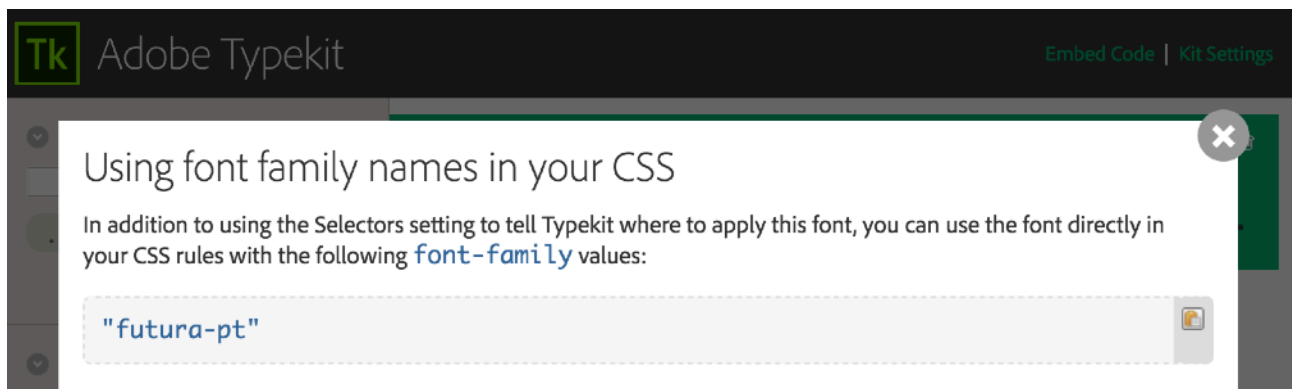 Tk Adobe Typekit Embed Code | Kit Settings
Using font family names in your CSS
In addition to using the Selectors setting to tell Typekit where to apply this font, you can use the font directly in
your CSS rules with the following font-family values:
"futura-pt"